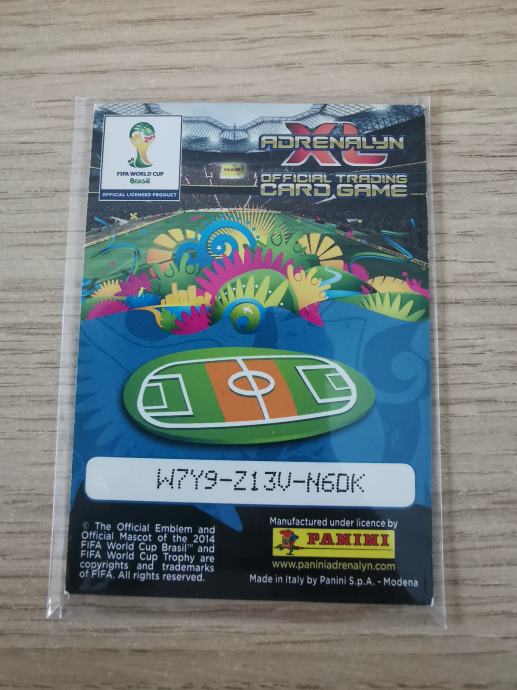 2014
FIFA WORLD CUP
Brasil
OFFICIAL LICENSED PRODUCT
ADRENALYN
XL
OFFICIAL TRADING
CARD GAME
PANINI
W7Y9-Z13V-N6DK
© The Official Emblem and
Official Mascot of the 2014
FIFA World Cup Brasil™ and
FIFA World Cup Trophy are
copyrights and trademarks
of FIFA. All rights reserved.
Manufactured under licence by
PANINI
www.paniniadrenalyn.com
Made in Italy by Panini S.p.A. - Modena